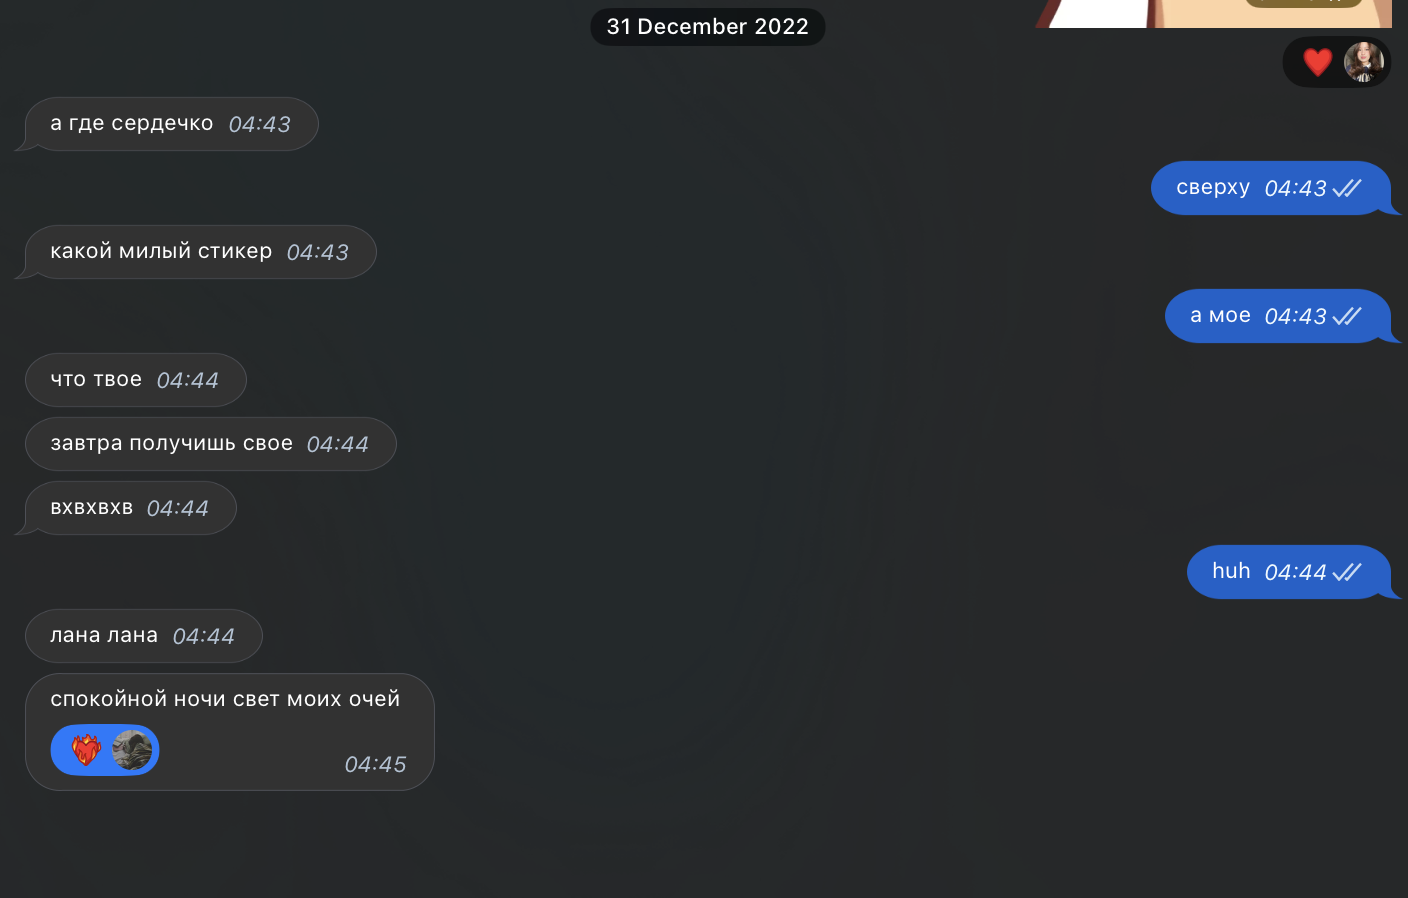 31 December 2022
а где сердечко 04:43
сверху 04:43
какой милый стикер 04:43
а мое 04:43
что твое 04:44
завтра получишь свое 04:44
вхвхвхв 04:44
huh 04:44
лана лана 04:44
спокойной ночи свет моих очей
04:45